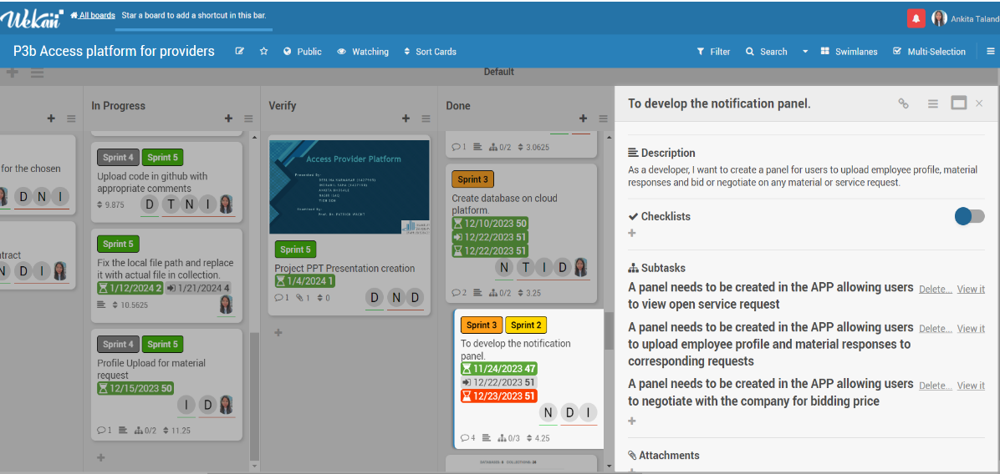 Wekan
All boards
Star a board to add a shortcut in this bar.
Ankita Taland
P3b Access platform for providers
Public
Watching
Sort Cards
Filter
Search
Swimlanes
Multi-Selection
Default
for the chosen
D N I
tract
N D I
In Progress
Sprint 4 Sprint 5
Upload code in github with
appropriate comments
9.875
D T N I
Sprint 5
Fix the local file path and replace
it with actual file in collection.
1/12/2024 2 1/21/2024 4
10.5625
Sprint 4 Sprint 5
Profile Upload for material
request
12/15/2023 50
I D
1 0/2 11.25
Verify
Access Provider Platform
Presented By:
Submitted To:
Sprint 5
Project PPT Presentation creation
1/4/2024 1
1 1 0
D N D
Done
1 0/2 3.0625
Sprint 3
Create database on cloud
platform.
12/10/2023 50
12/22/2023 51
12/22/2023 51
N T I D
2 0/2 3.25
Sprint 3 Sprint 2
To develop the notification
panel.
11/24/2023 47
12/22/2023 51
12/23/2023 51
N D I
4 0/3 4.25
To develop the notification panel.
Description
As a developer, I want to create a panel for users to upload employee profile, material
responses and bid or negotiate on any material or service request.
Checklists
Subtasks
A panel needs to be created in the APP allowing users Delete... View it
to view open service request
A panel needs to be created in the APP allowing users Delete... View it
to upload employee profile and material responses to
corresponding requests
A panel needs to be created in the APP allowing users Delete... View it
to negotiate with the company for bidding price
Attachments